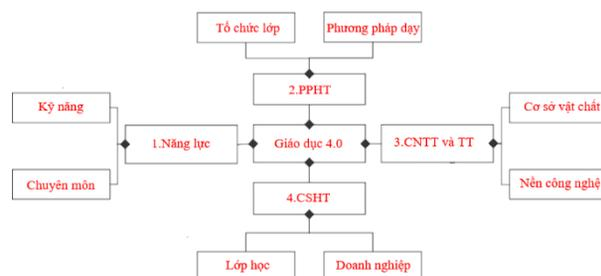 Tổ chức lớp
Phương pháp dạy
2.PPHT
Kỹ năng
Cơ sở vật chất
1.Năng lực
Giáo dục 4.0
3.CNTT và TT
Chuyên môn
Nền công nghệ
4.CSHT
Lớp học
Doanh nghiệp